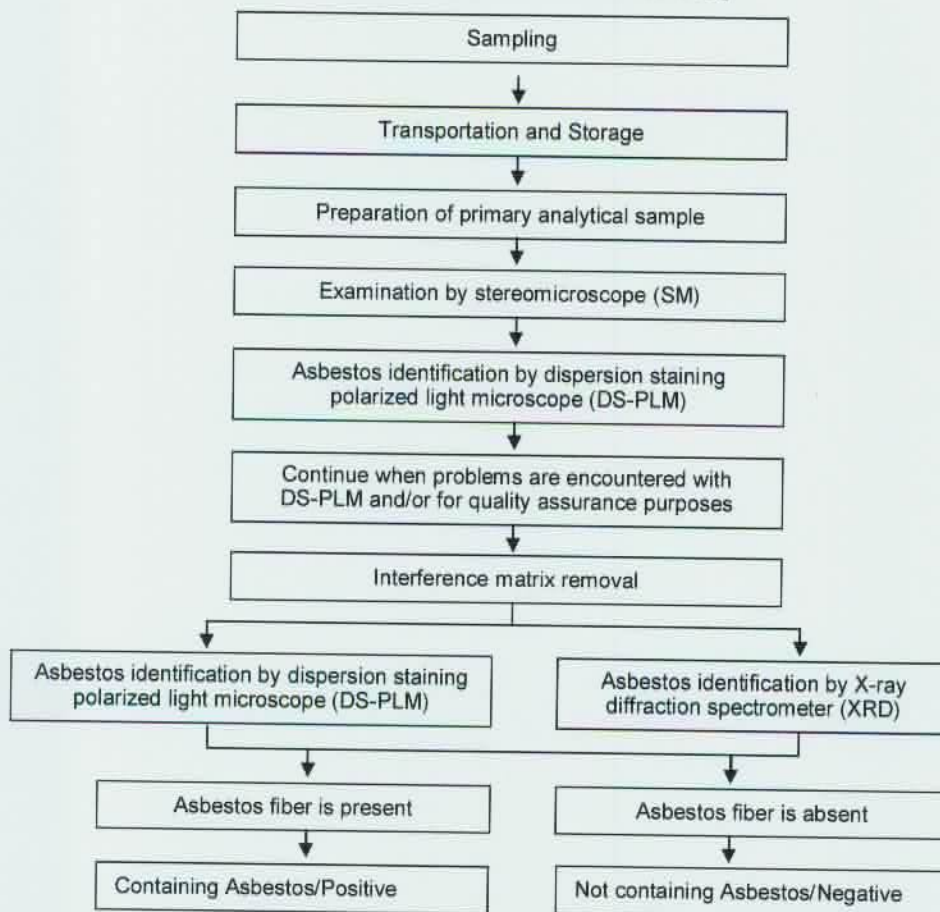 Sampling
Transportation and Storage
Preparation of primary analytical sample
Examination by stereomicroscope (SM)
Asbestos identification by dispersion staining
polarized light microscope (DS-PLM)
Continue when problems are encountered with
DS-PLM and/or for quality assurance purposes
Interference matrix removal
Asbestos identification by dispersion staining
polarized light microscope (DS-PLM)
Asbestos identification by X-ray
diffraction spectrometer (XRD)
Asbestos fiber is present
Asbestos fiber is absent
Containing Asbestos/Positive
Not containing Asbestos/Negative